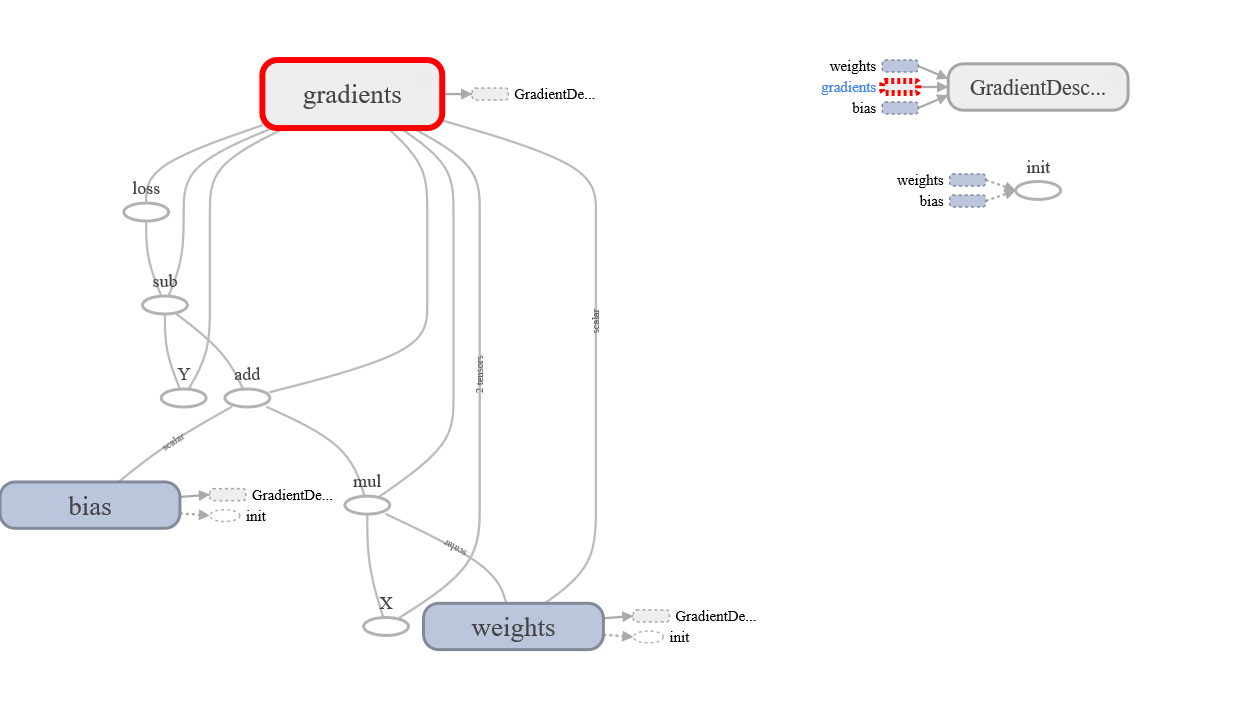 gradients
GradientDe...
weights
gradients
bias
GradientDesc...
init
weights
bias
loss
sub
Y
add
scalar
2 tensors
scalar
bias
GradientDe...
init
mul
scalar
X
weights
GradientDe...
init